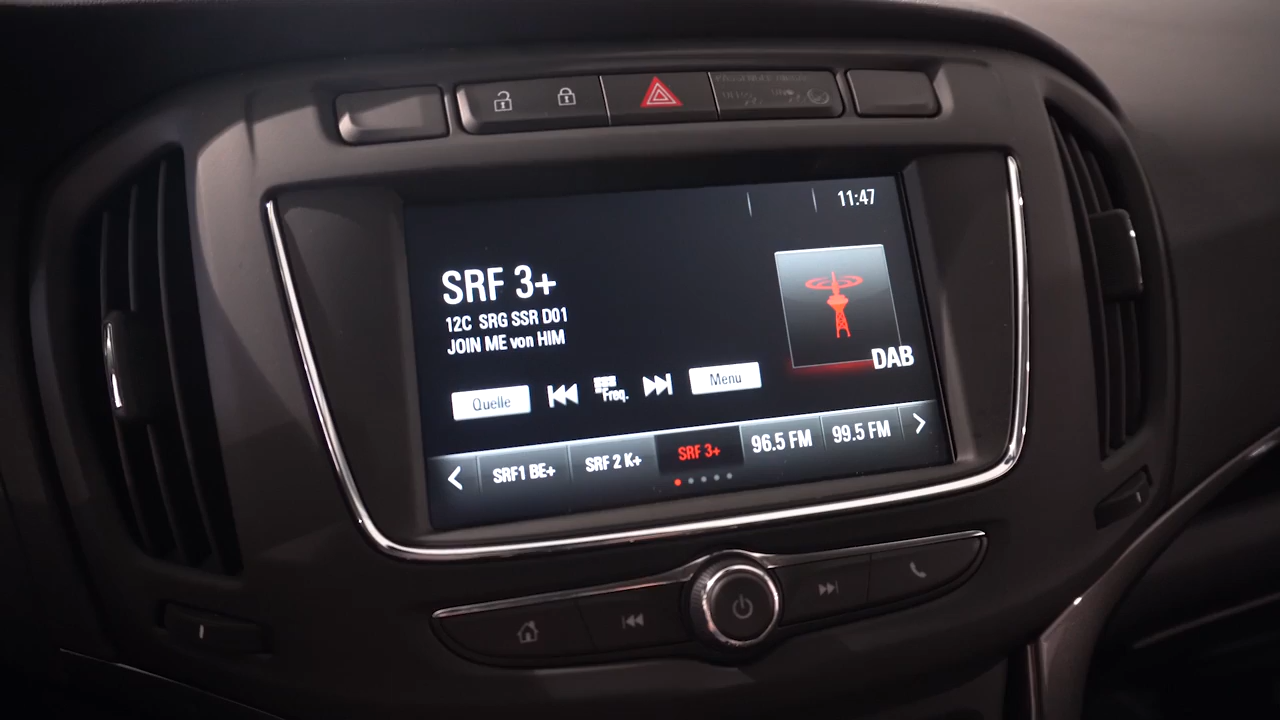 11:47
SRF 3+
12C SRG SSR D01
JOIN ME von HIM
DAB
Quelle
Freq.
Menu
SRF1 BE+
SRF 2 K+
SRF 3+
96.5 FM
99.5 FM